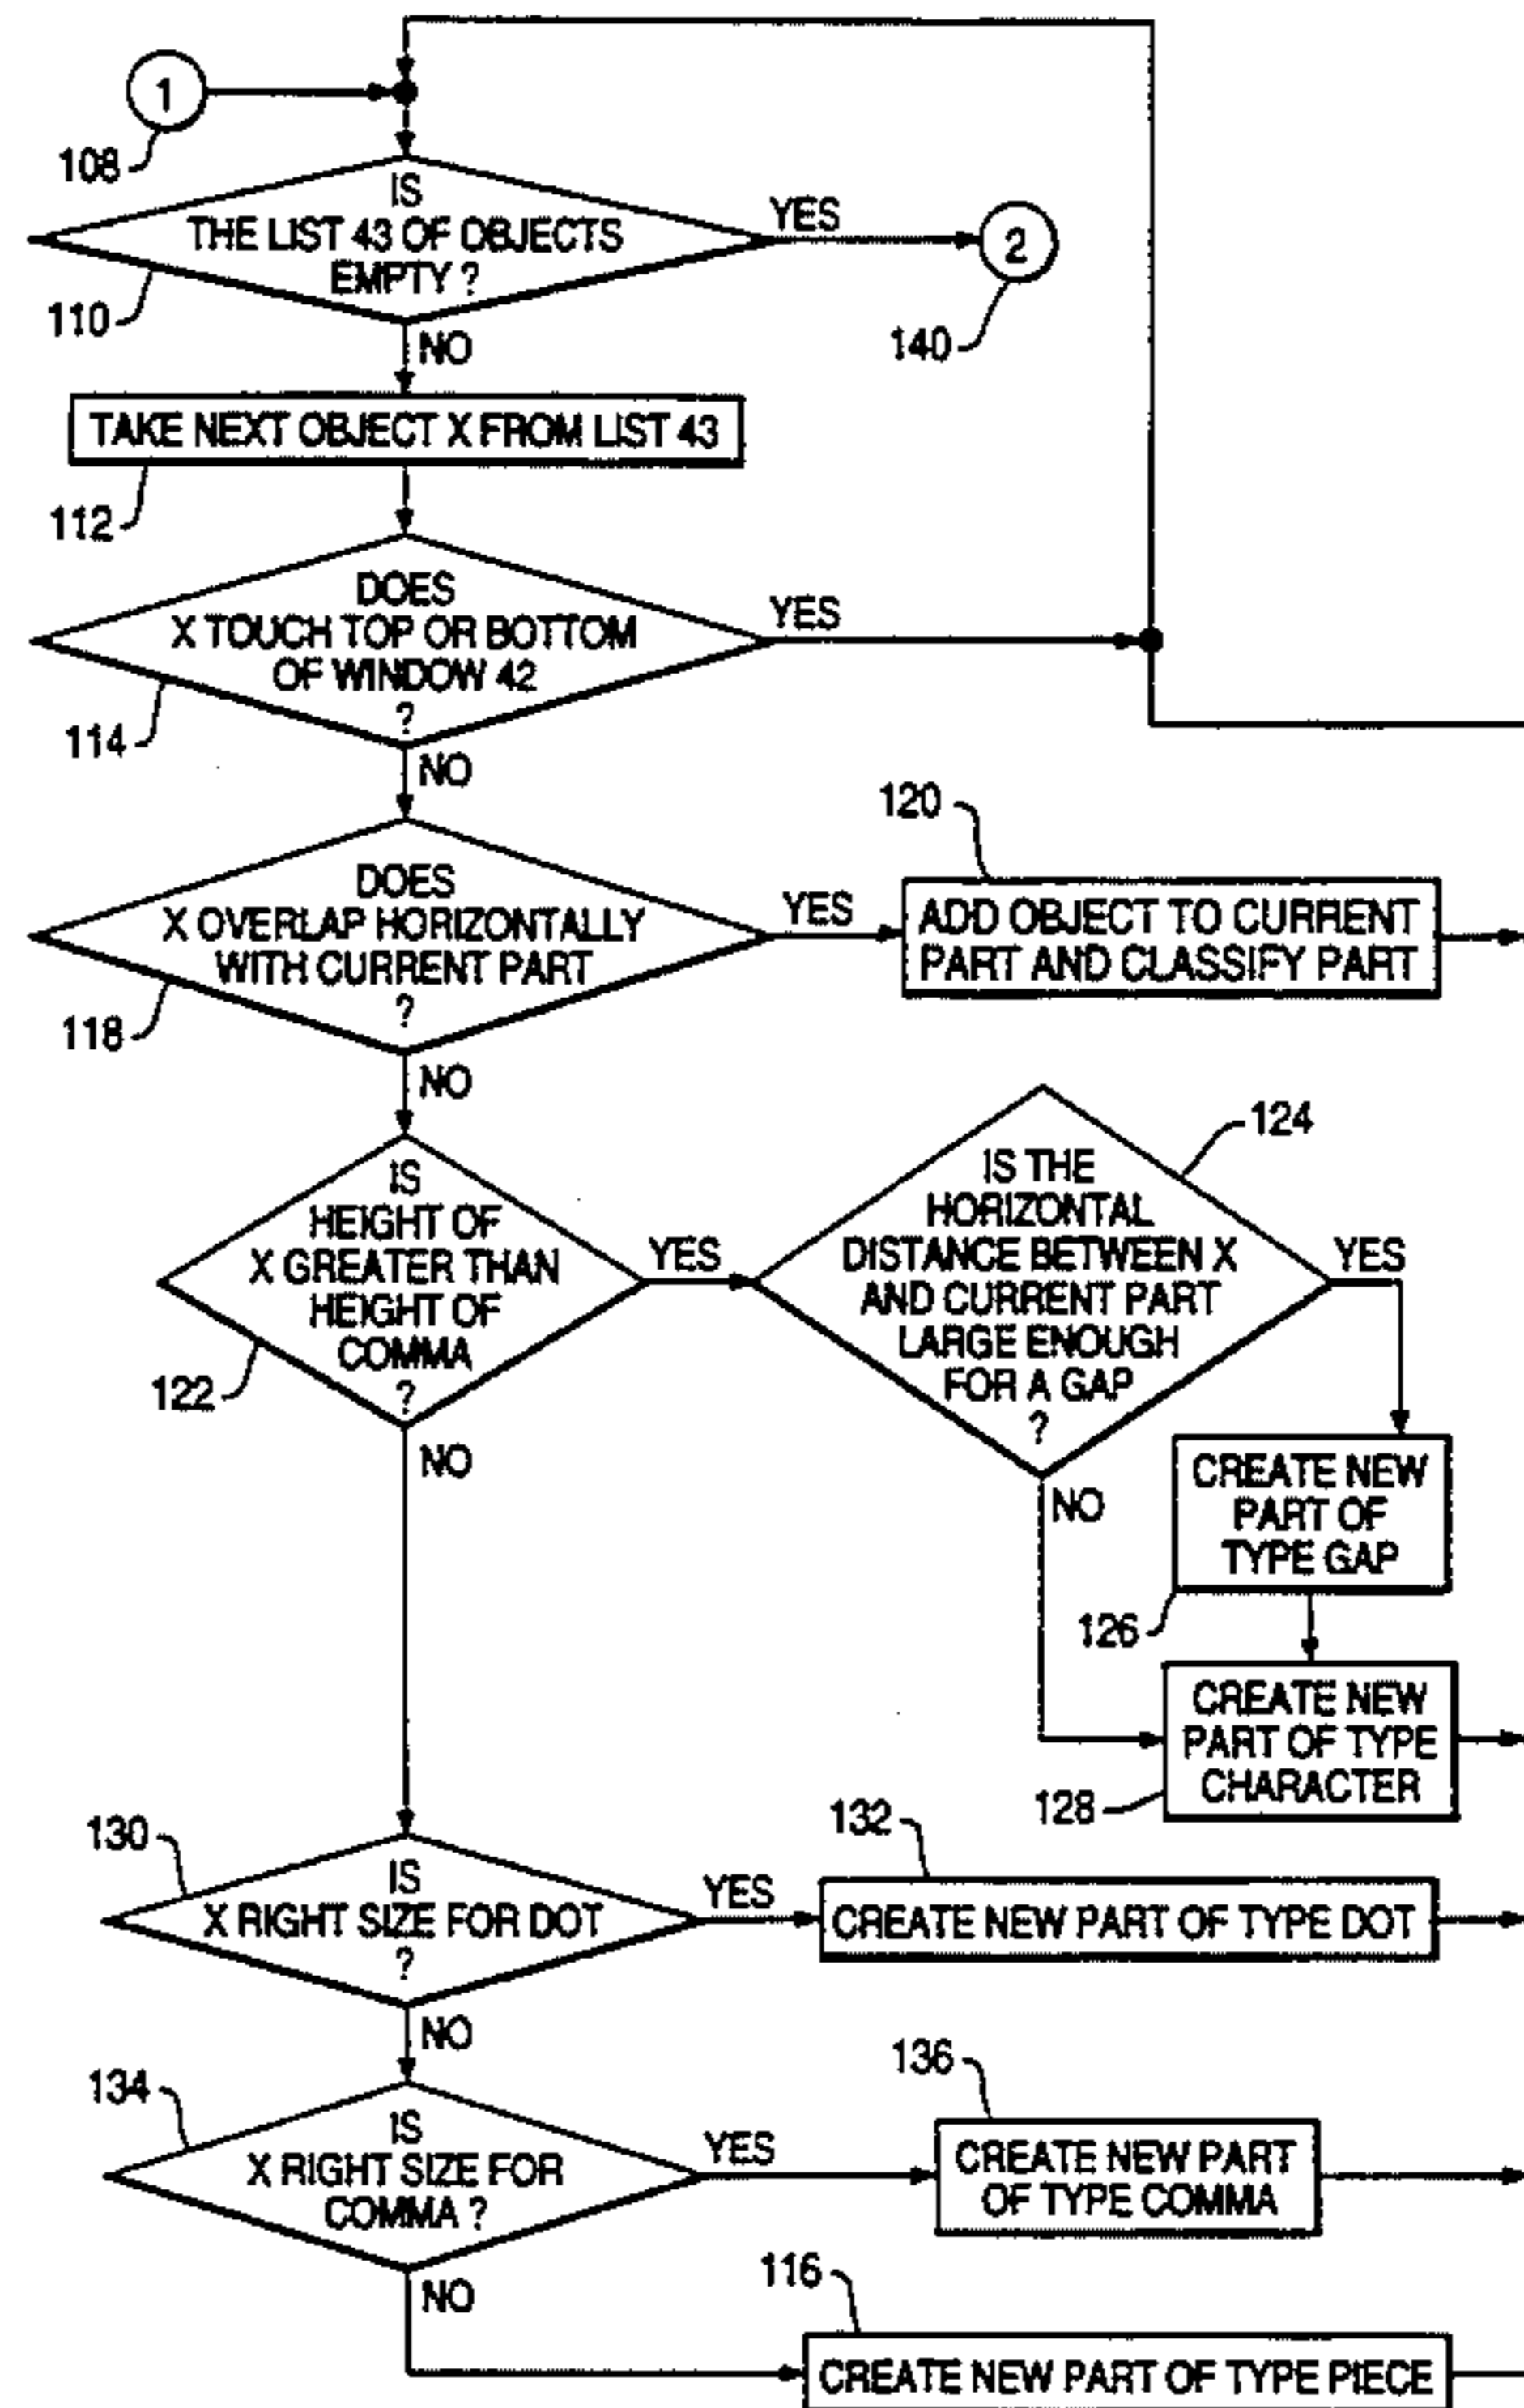 1
108
IS
THE LIST 43 OF OBJECTS
EMPTY ?
YES
2
110
140
NO
TAKE NEXT OBJECT X FROM LIST 43
112
DOES
X TOUCH TOP OR BOTTOM
OF WINDOW 42
?
YES
114
NO
120
DOES
X OVERLAP HORIZONTALLY
WITH CURRENT PART
?
YES
ADD OBJECT TO CURRENT
PART AND CLASSIFY PART
118
NO
IS
HEIGHT OF
X GREATER THAN
HEIGHT OF
COMMA
?
YES
122
124
IS THE
HORIZONTAL
DISTANCE BETWEEN X
AND CURRENT PART
LARGE ENOUGH
FOR A GAP
?
YES
NO
NO
CREATE NEW
PART OF
TYPE GAP
126
CREATE NEW
PART OF TYPE
CHARACTER
128
130
IS
X RIGHT SIZE FOR DOT
?
YES
132
CREATE NEW PART OF TYPE DOT
NO
134
IS
X RIGHT SIZE FOR
COMMA ?
YES
136
CREATE NEW PART
OF TYPE COMMA
NO
116
CREATE NEW PART OF TYPE PIECE